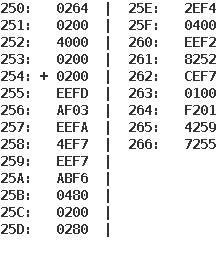 250: 0264 | 25E: 2EF4
251: 0200 | 25F: 0400
252: 4000 | 260: EEF2
253: 0200 | 261: 8252
254: + 0200 | 262: CEF7
255: EEFD | 263: 0100
256: AF03 | 264: F201
257: EEFA | 265: 4259
258: 4EF7 | 266: 7255
259: EEF7 |
25A: ABF6 |
25B: 0480 |
25C: 0200 |
25D: 0280 |